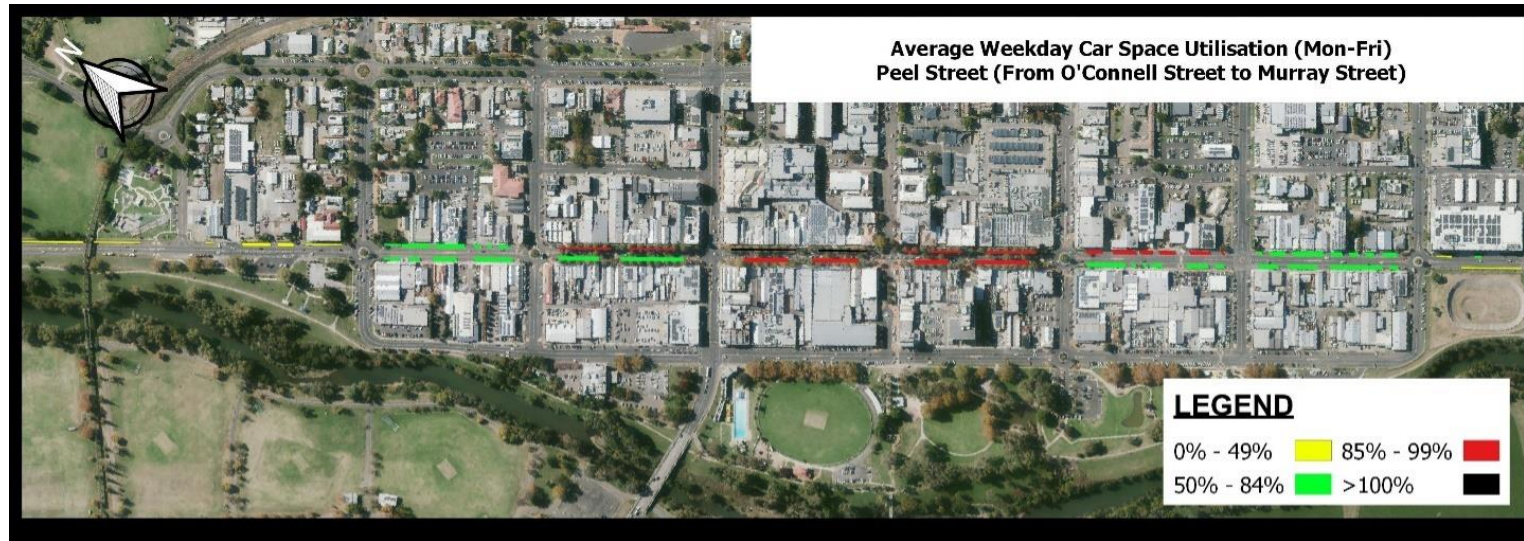 N
Average Weekday Car Space Utilisation (Mon-Fri)
Peel Street (From O'Connell Street to Murray Street)
LEGEND
0% - 49% 85% - 99%
50% - 84% >100%